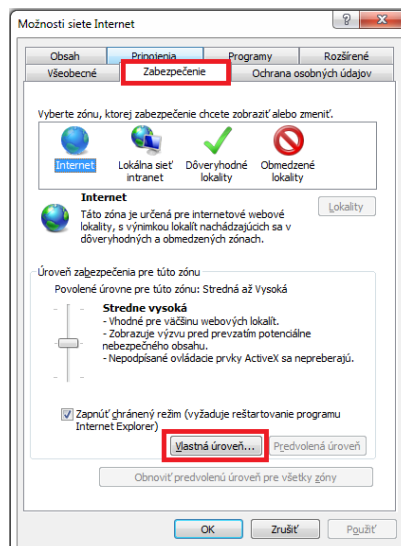 Možnosti siete Internet
Obsah Pripojenia Programy Rozšírené
Všeobecné Zabezpečenie Ochrana osobných údajov
Vyberte zónu, ktorej zabezpečenie chcete zobraziť alebo zmeniť.
Internet Lokálna sieť Dôveryhodné Obmedzené
intranet lokality lokality
Internet
Táto zóna je určená pre internetové webové
lokality, s výnimkou lokalít nachádzajúcich sa v
dôveryhodných a obmedzených zónach.
Lokality
Úroveň zabezpečenia pre túto zónu
Povolené úrovne pre túto zónu: Stredná až Vysoká
Stredne vysoká
- Vhodné pre väčšinu webových lokalít.
- Zobrazuje výzvu pred prevzatím potenciálne
nebezpečného obsahu.
- Nepodpísané ovládacie prvky ActiveX sa nepreberajú.
Zapnúť chránený režim (vyžaduje reštartovanie programu
Internet Explorer)
Vlastná úroveň... Predvolená úroveň
Obnoviť predvolenú úroveň pre všetky zóny
OK Zrušiť Použiť